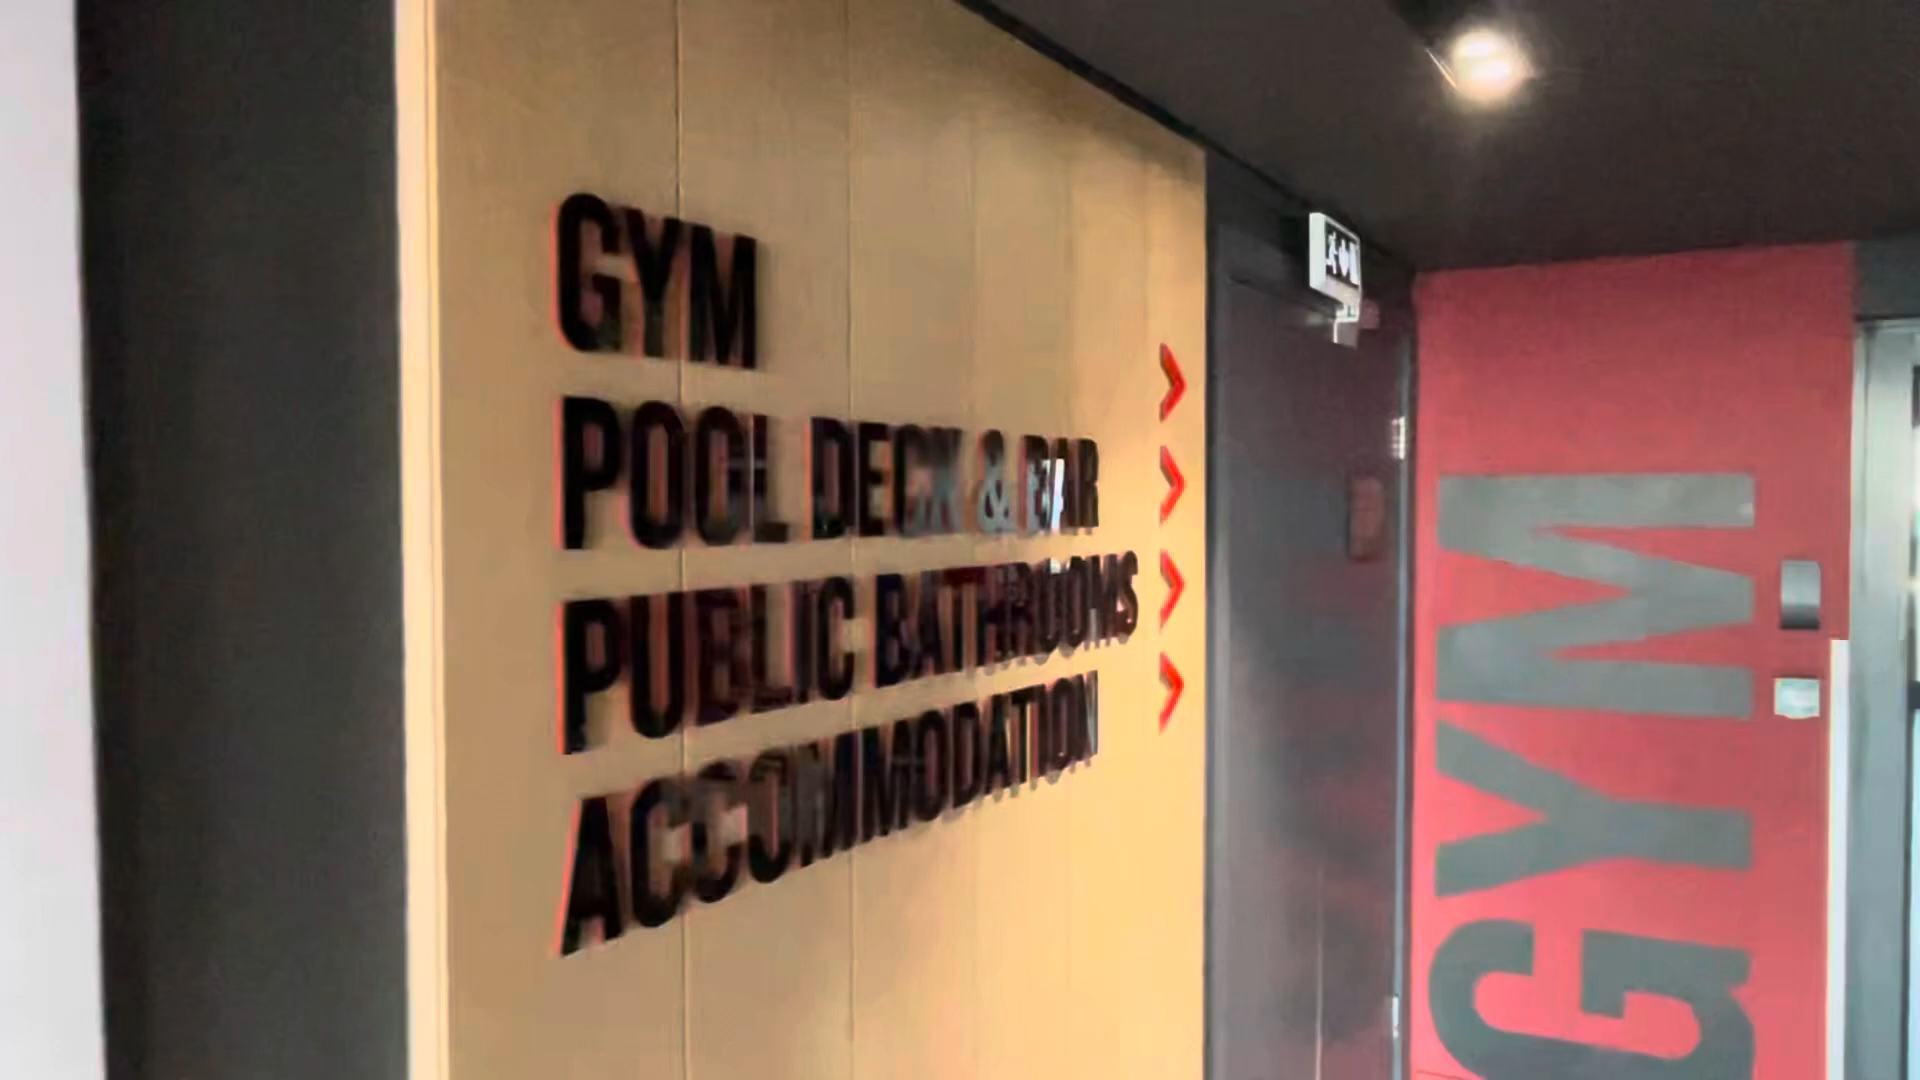 GYM
POOL DECK & BAR
PUBLIC BATHROOMS
ACCOMMODATION
GYM